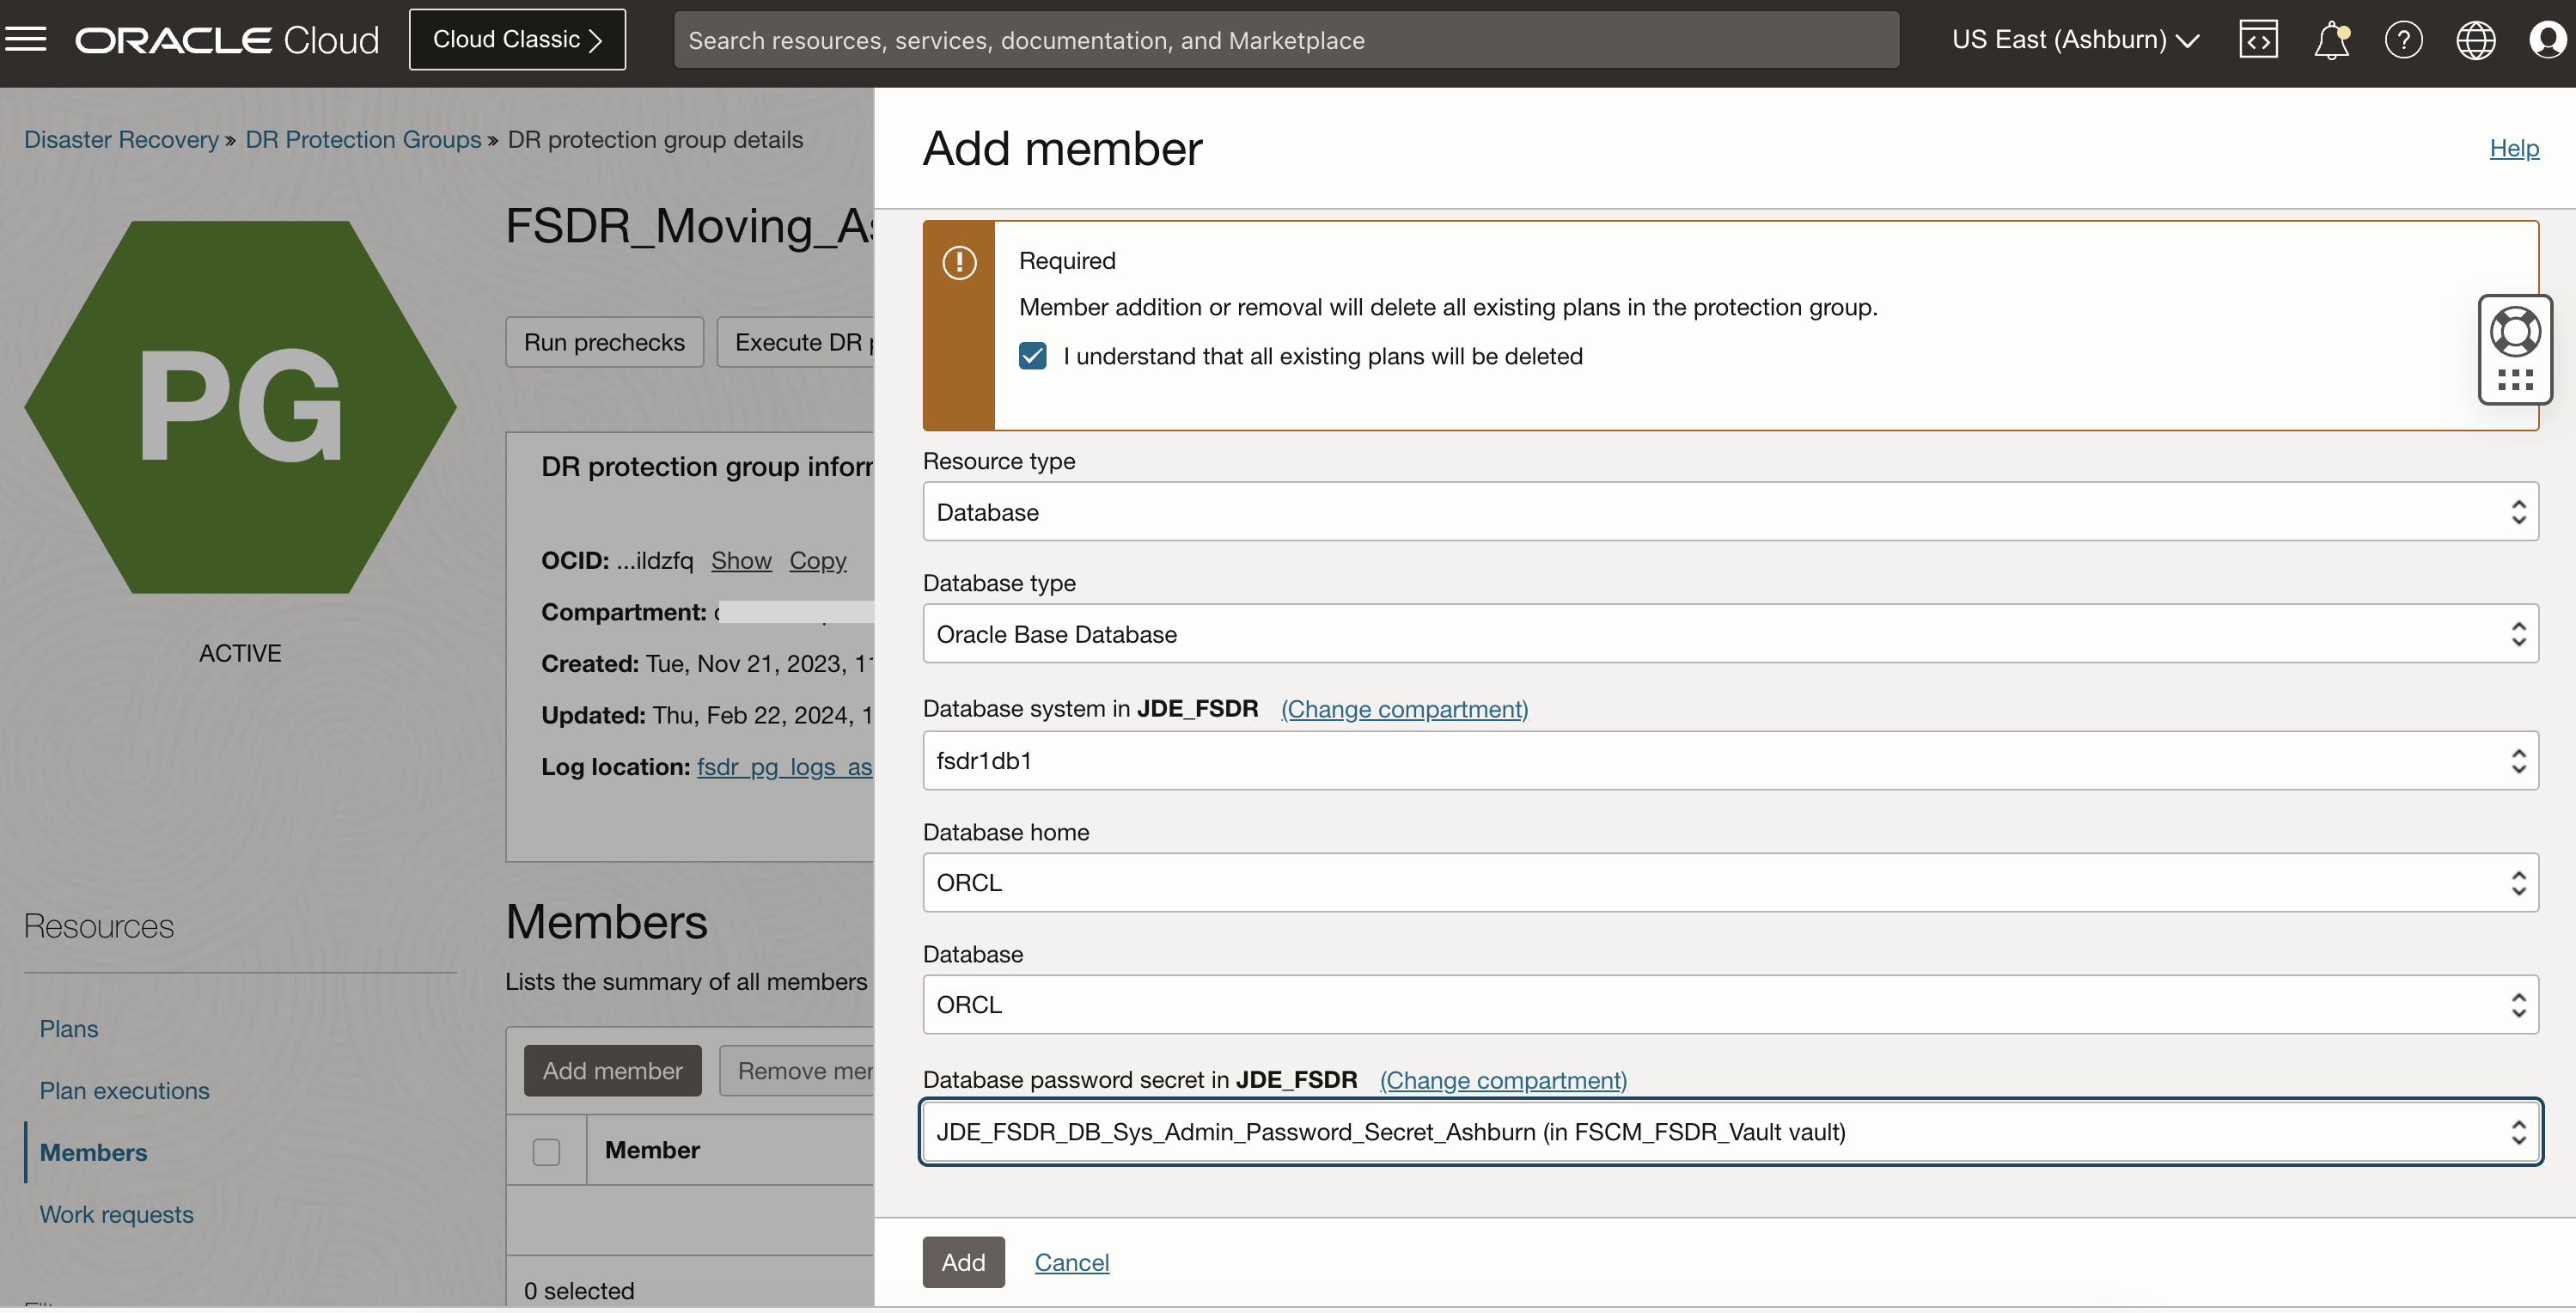 ORACLE Cloud
Cloud Classic
Search resources, services, documentation, and Marketplace
US East (Ashburn)
Disaster Recovery » DR Protection Groups » DR protection group details
PG
ACTIVE
FSDR_Moving_As
Run prechecks
Execute DR p
DR protection group inforr
OCID: ...ildzfq Show Copy
Compartment:
Created: Tue, Nov 21, 2023, 11
Updated: Thu, Feb 22, 2024, 1
Log location: fsdr_pg_logs_as
Resources
Plans
Plan executions
Members
Work requests
Members
Lists the summary of all members
Add member
Remove mer
Member
0 selected
Add member
Help
Required
Member addition or removal will delete all existing plans in the protection group.
I understand that all existing plans will be deleted
Resource type
Database
Database type
Oracle Base Database
Database system in JDE_FSDR (Change compartment)
fsdr1db1
Database home
ORCL
Database
ORCL
Database password secret in JDE_FSDR (Change compartment)
JDE_FSDR_DB_Sys_Admin_Password_Secret_Ashburn (in FSCM_FSDR_Vault vault)
Add
Cancel